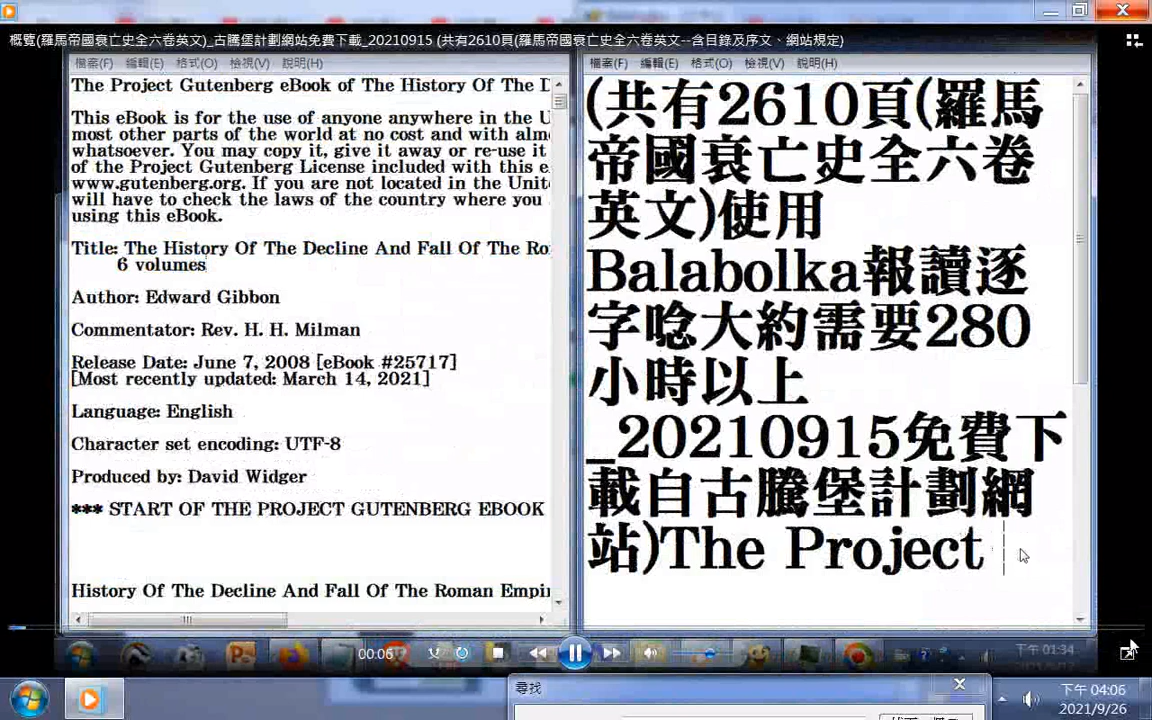 概覽(羅馬帝國衰亡史全六卷英文)_古騰堡計劃網站免費下載_20210915 (共有2610頁(羅馬帝國衰亡史全六卷英文--含目錄及序文、網站規定)
檔案(F) 編輯(E) 格式(O) 檢視(V) 說明(H)
The Project Gutenberg eBook of The History Of The D
This eBook is for the use of anyone anywhere in the U
most other parts of the world at no cost and with alm
whatsoever. You may copy it, give it away or re-use it
of the Project Gutenberg License included with this e
www.gutenberg.org. If you are not located in the Unit
will have to check the laws of the country where you
using this eBook.
Title: The History Of The Decline And Fall Of The Ro
6 volumes
Author: Edward Gibbon
Commentator: Rev. H. H. Milman
Release Date: June 7, 2008 [eBook #25717]
[Most recently updated: March 14, 2021]
Language: English
Character set encoding: UTF-8
Produced by: David Widger
*** START OF THE PROJECT GUTENBERG EBOOK
History Of The Decline And Fall Of The Roman Empi
檔案(F) 編輯(E) 格式(O) 檢視(V) 說明(H)
(共有2610頁(羅馬
帝國衰亡史全六卷
英文)使用
Balabolka報讀逐
字唸大約需要280
小時以上
_20210915免費下
載自古騰堡計劃網
站)The Project
00:06
下午 01:34
尋找
下午 04:06
2021/9/26